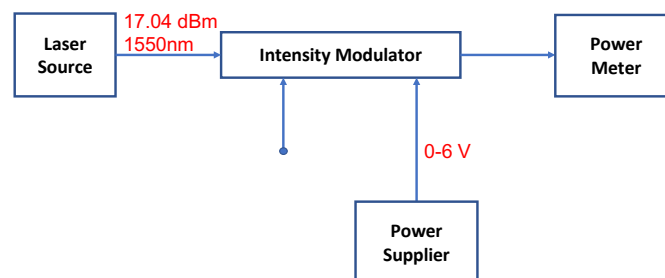 17.04 dBm
1550nm
Laser
Source
Intensity Modulator
Power
Meter
0-6 V
Power
Supplier